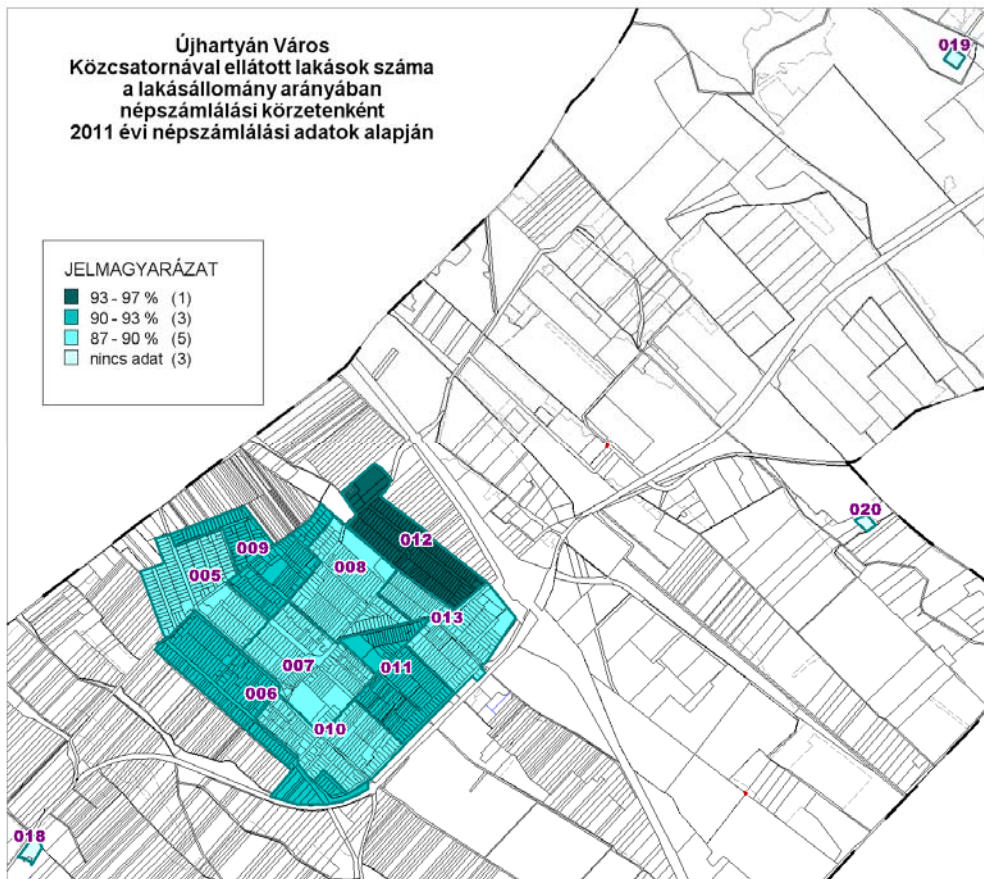 Újhartyán Város
Közcsatornával ellátott lakások száma
a lakásállomány arányában
népszámlálási körzetenként
2011 évi népszámlálási adatok alapján
019
JELMAGYARÁZAT
93 - 97 % (1)
90 - 93 % (3)
87 - 90 % (5)
nincs adat (3)
020
012
009
008
005
013
007
011
006
010
018